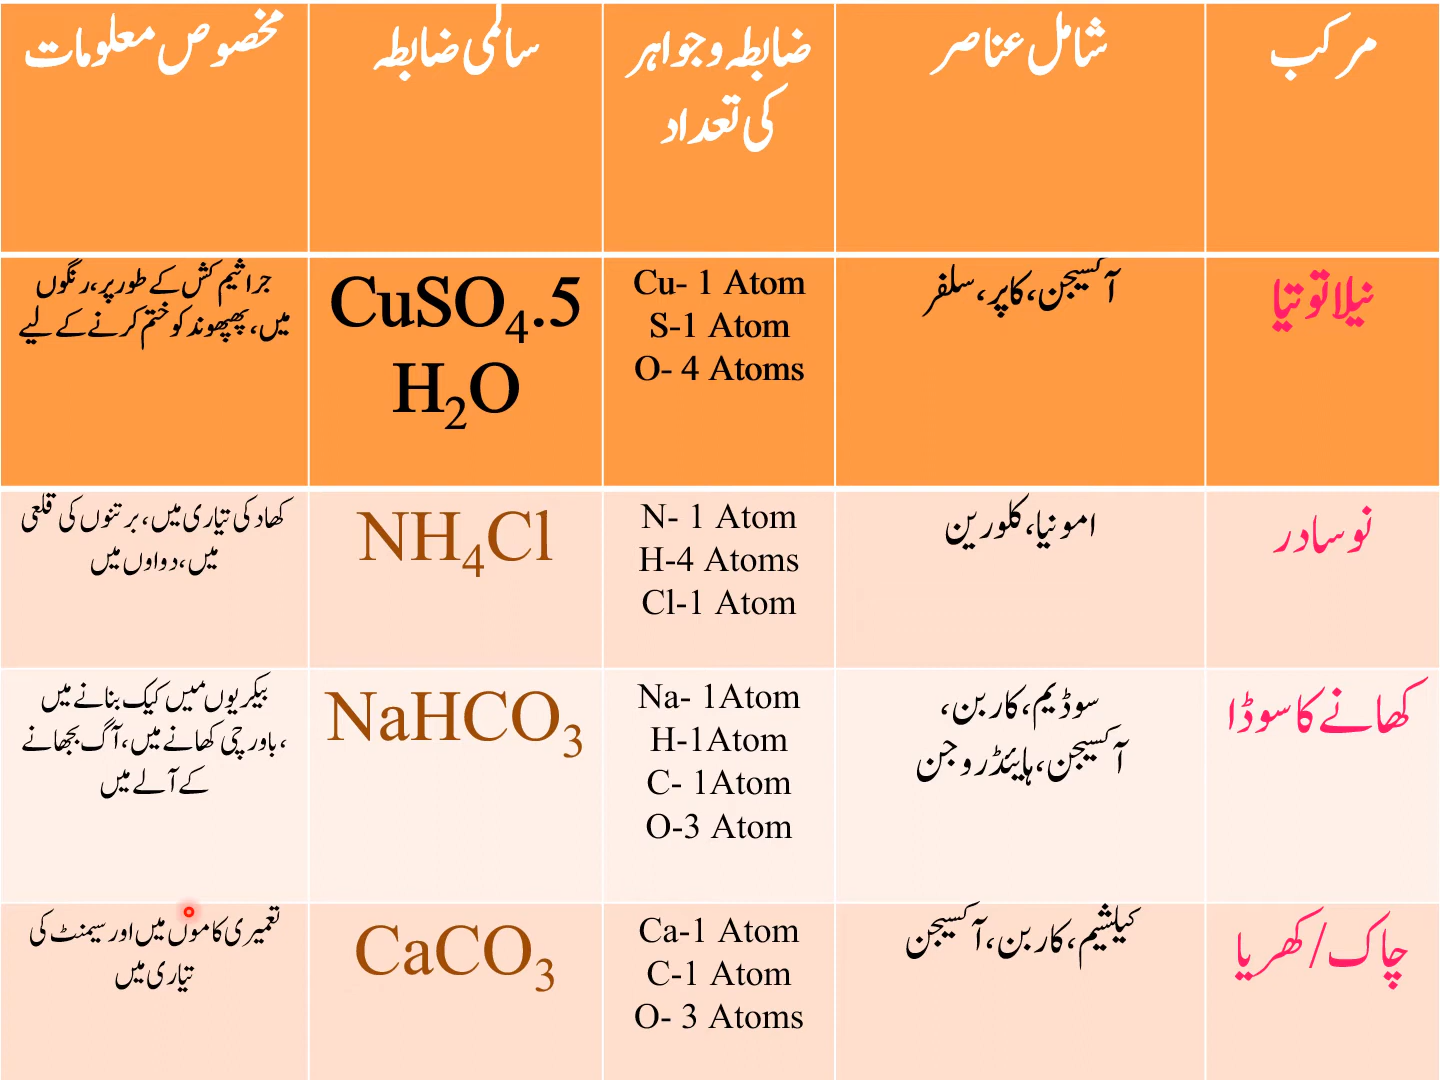 مرکب
شامل عناصر
ضابطہ و جواہر
کی تعداد
سالمی ضابطہ
مخصوص معلومات
نیلا توتیا
آکسیجن، کاپر، سلفر
Cu- 1 Atom
S-1 Atom
O- 4 Atoms
CuSO₄.5
H₂O
جراثیم کش کے طور پر، رنگوں
میں، پھپھوند کو ختم کرنے کے لیے
نوسادر
امونیا، کلورین
N- 1 Atom
H-4 Atoms
Cl-1 Atom
NH₄Cl
کھاد کی تیاری میں، برتنوں کی قلعی
میں، دواوں میں
کھانے کا سوڈا
سوڈیم، کاربن،
آکسیجن، ہایئڈروجن
Na- 1Atom
H-1Atom
C- 1Atom
O-3 Atom
NaHCO₃
بیکریوں میں کیک بنانے میں
، باورچی کھانے میں، آگ بجھانے
کے آلے میں
چاک/کھریا
کیلشیم، کاربن، آکسیجن
Ca-1 Atom
C-1 Atom
O- 3 Atoms
CaCO₃
تعمیری کاموں میں اور سیمنٹ کی
تیاری میں